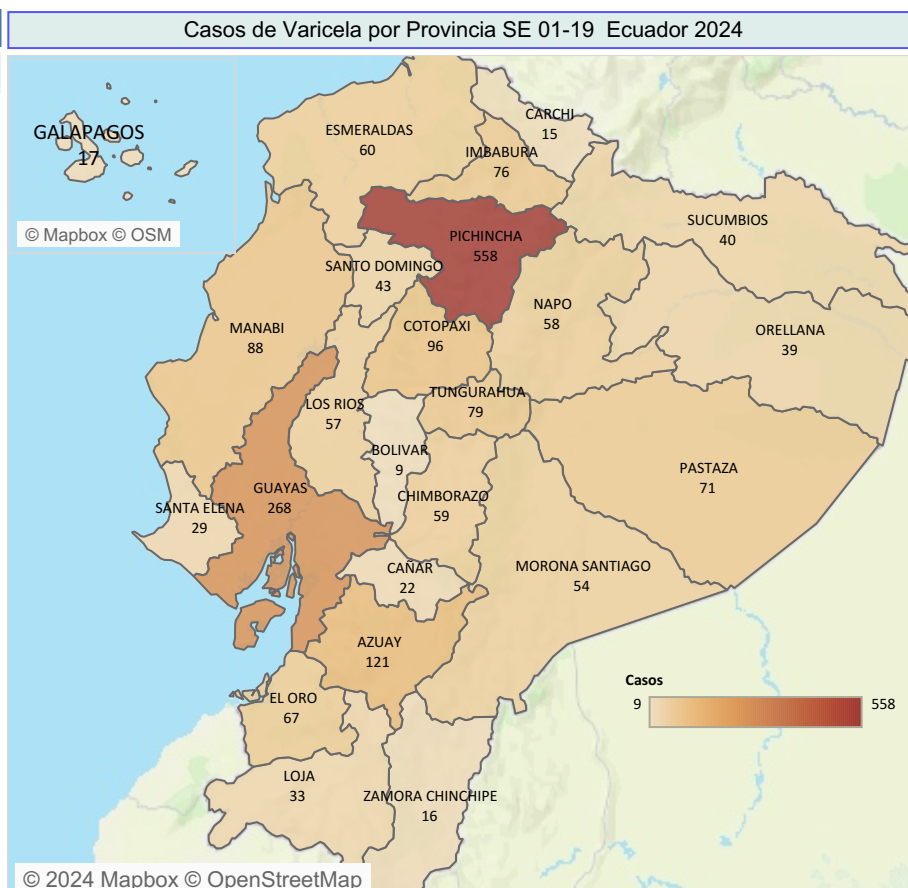 Casos de Varicela por Provincia SE 01-19 Ecuador 2024
GALAPAGOS
17
© Mapbox © OSM
ESMERALDAS
60
CARCHI
15
IMBABURA
76
SUCUMBIOS
40
PICHINCHA
558
SANTO DOMINGO
43
NAPO
58
ORELLANA
39
MANABI
88
COTOPAXI
96
TUNGURAHUA
79
LOS RIOS
57
BOLIVAR
9
PASTAZA
71
GUAYAS
268
CHIMBORAZO
59
SANTA ELENA
29
CAÑAR
22
MORONA SANTIAGO
54
AZUAY
121
EL ORO
67
Casos
9 558
LOJA
33
ZAMORA CHINCHIPE
16
© 2024 Mapbox © OpenStreetMap